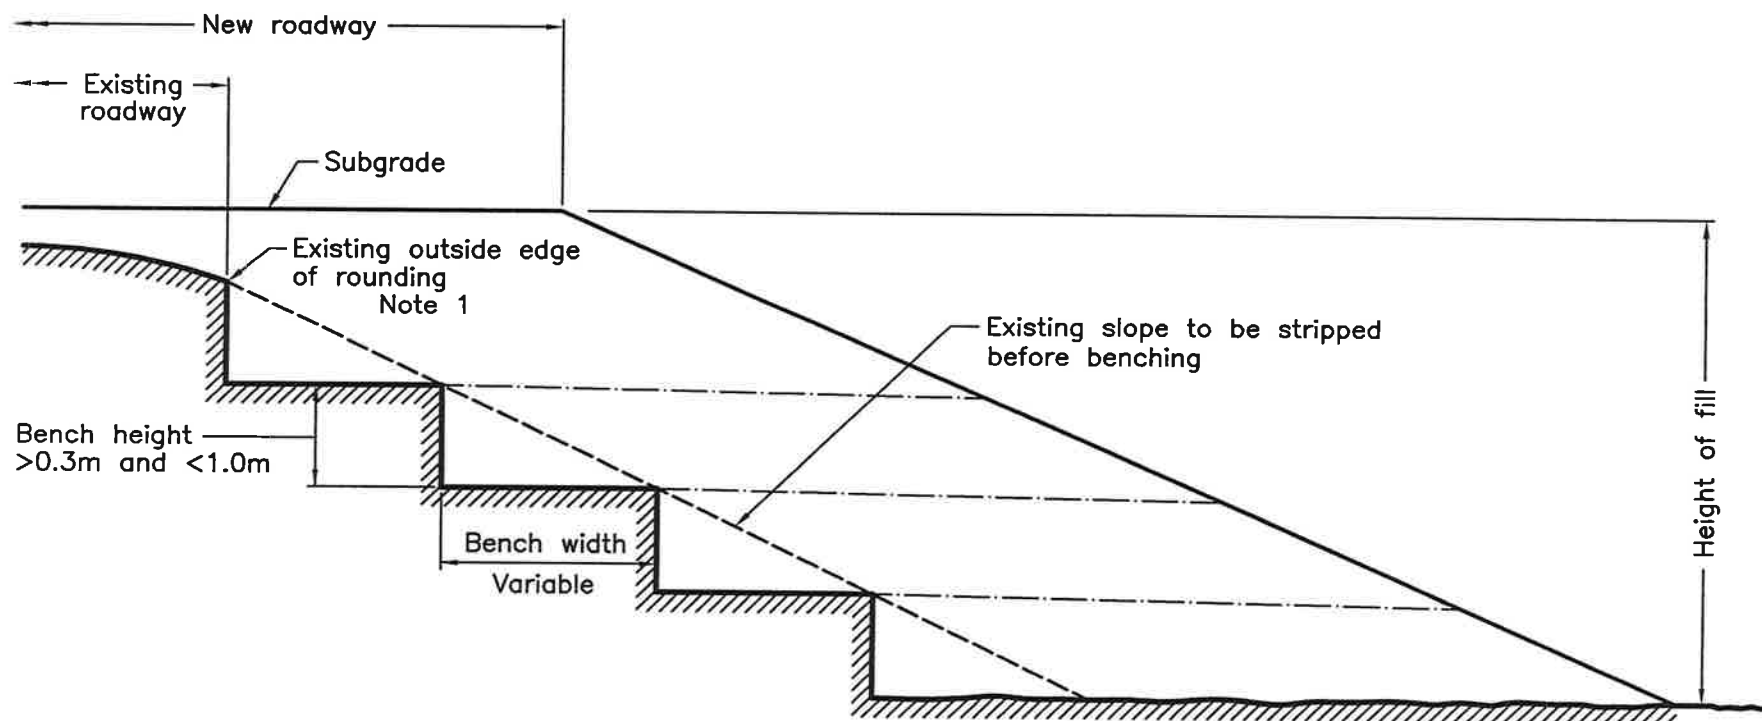 New roadway
Existing
roadway
Subgrade
Existing outside edge
of rounding
Note 1
Existing slope to be stripped
before benching
Height of fill
Bench height
>0.3m and <1.0m
Bench width
Variable